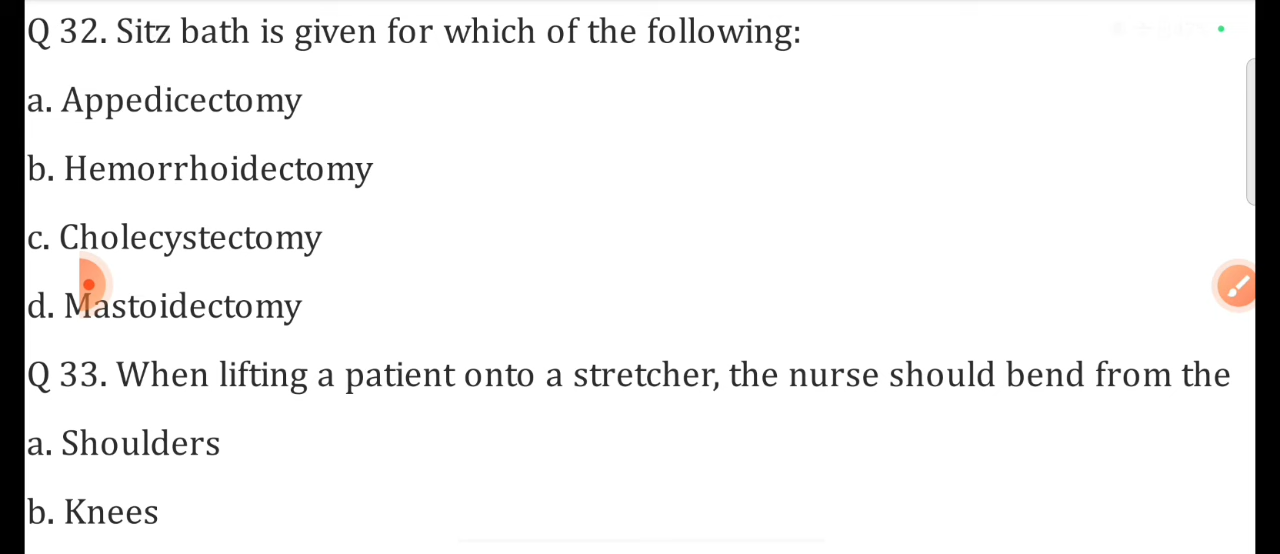 Q 32. Sitz bath is given for which of the following:
a. Appedicectomy
b. Hemorrhoidectomy
c. Cholecystectomy
d. Mastoidectomy
Q 33. When lifting a patient onto a stretcher, the nurse should bend from the
a. Shoulders
b. Knees